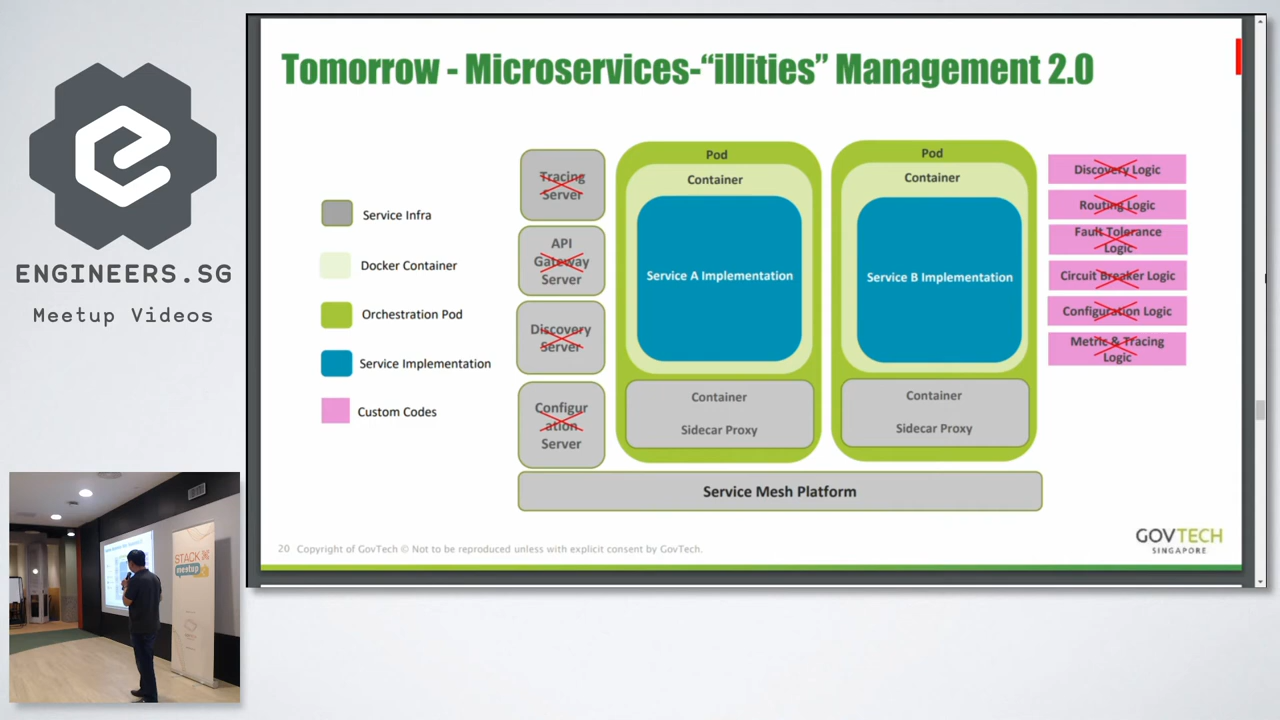 Tomorrow - Microservices-“illities” Management 2.0
ENGINEERS.SG
Meetup Videos
Service Infra
Docker Container
Orchestration Pod
Service Implementation
Custom Codes
Tracing
Server
API
Gateway
Server
Discovery
Server
Configur
ation
Server
Pod
Container
Service A Implementation
Container
Sidecar Proxy
Pod
Container
Service B Implementation
Container
Sidecar Proxy
Discovery Logic
Routing Logic
Fault Tolerance
Logic
Circuit Breaker Logic
Configuration Logic
Metric & Tracing
Logic
Service Mesh Platform
20 Copyright of GovTech © Not to be reproduced unless with explicit consent by GovTech.
GOVTECH
SINGAPORE
STACK
meetup